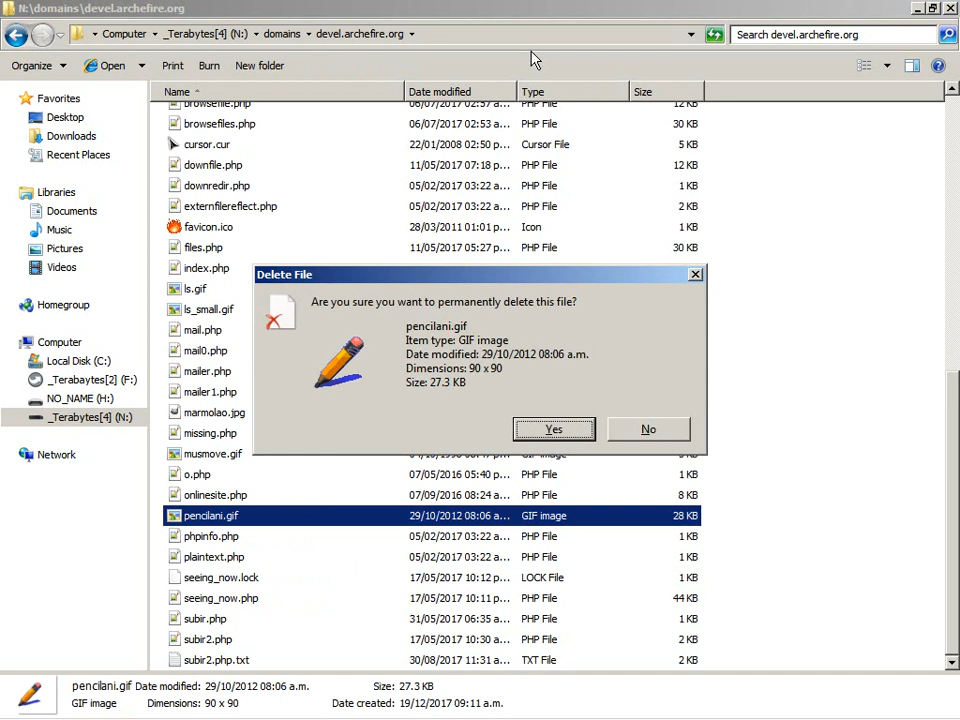 N:\domains\devel.archefire.org
Computer _Terabytes[4] (N:) domains devel.archefire.org
Search devel.archefire.org
Organize Open Print Burn New folder
Name Date modified Type Size
Favorites
Desktop
Downloads
Recent Places
Libraries
Documents
Music
Pictures
Videos
Homegroup
Computer
Local Disk (C:)
_Terabytes[2] (F:)
NO_NAME (H:)
_Terabytes[4] (N:)
Network
browsefile.php 06/07/2017 02:57 a... PHP File 12 KB
browsefiles.php 06/07/2017 02:53 a... PHP File 30 KB
cursor.cur 22/01/2008 02:50 p... Cursor File 5 KB
downfile.php 11/05/2017 07:18 p... PHP File 12 KB
downredir.php 05/02/2017 03:22 a... PHP File 1 KB
externfilereflect.php 05/02/2017 03:22 a... PHP File 2 KB
favicon.ico 28/03/2011 01:01 p... Icon 1 KB
files.php 11/05/2017 05:27 p... PHP File 30 KB
index.php
ls.gif
ls_small.gif
mail.php
mail0.php
mailer.php
mailer1.php
marmolao.jpg
missing.php
musmove.gif
o.php 07/05/2016 05:40 p... PHP File 1 KB
onlinesite.php 07/09/2016 08:24 a... PHP File 8 KB
pencilani.gif 29/10/2012 08:06 a... GIF image 28 KB
phpinfo.php 05/02/2017 03:22 a... PHP File 1 KB
plaintext.php 05/02/2017 03:22 a... PHP File 1 KB
seeing_now.lock 17/05/2017 10:12 p... LOCK File 1 KB
seeing_now.php 17/05/2017 10:11 p... PHP File 44 KB
subir.php 31/05/2017 06:35 a... PHP File 1 KB
subir2.php 17/05/2017 10:30 a... PHP File 2 KB
subir2.php.txt 30/08/2017 11:31 a... TXT File 2 KB
Delete File
Are you sure you want to permanently delete this file?
pencilani.gif
Item type: GIF image
Date modified: 29/10/2012 08:06 a.m.
Dimensions: 90 x 90
Size: 27.3 KB
Yes No
pencilani.gif Date modified: 29/10/2012 08:06 a.m. Size: 27.3 KB
GIF image Dimensions: 90 x 90 Date created: 19/12/2017 09:11 a.m.